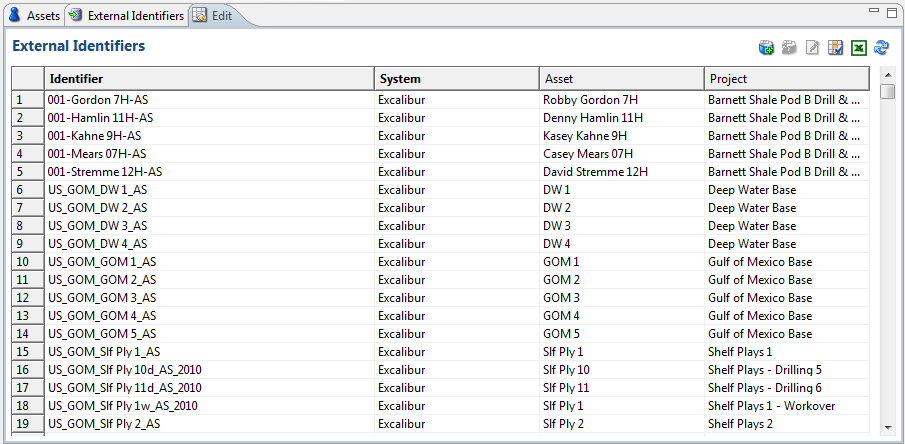 Assets External Identifiers Edit
External Identifiers
Identifier System Asset Project
1 001-Gordon 7H-AS Excalibur Robby Gordon 7H Barnett Shale Pod B Drill & ...
2 001-Hamlin 11H-AS Excalibur Denny Hamlin 11H Barnett Shale Pod B Drill & ...
3 001-Kahne 9H-AS Excalibur Kasey Kahne 9H Barnett Shale Pod B Drill & ...
4 001-Mears 07H-AS Excalibur Casey Mears 07H Barnett Shale Pod B Drill & ...
5 001-Stremme 12H-AS Excalibur David Stremme 12H Barnett Shale Pod B Drill & ...
6 US_GOM_DW 1_AS Excalibur DW 1 Deep Water Base
7 US_GOM_DW 2_AS Excalibur DW 2 Deep Water Base
8 US_GOM_DW 3_AS Excalibur DW 3 Deep Water Base
9 US_GOM_DW 4_AS Excalibur DW 4 Deep Water Base
10 US_GOM_GOM 1_AS Excalibur GOM 1 Gulf of Mexico Base
11 US_GOM_GOM 2_AS Excalibur GOM 2 Gulf of Mexico Base
12 US_GOM_GOM 3_AS Excalibur GOM 3 Gulf of Mexico Base
13 US_GOM_GOM 4_AS Excalibur GOM 4 Gulf of Mexico Base
14 US_GOM_GOM 5_AS Excalibur GOM 5 Gulf of Mexico Base
15 US_GOM_Slf Ply 1_AS Excalibur Slf Ply 1 Shelf Plays 1
16 US_GOM_Slf Ply 10d_AS_2010 Excalibur Slf Ply 10 Shelf Plays - Drilling 5
17 US_GOM_Slf Ply 11d_AS_2010 Excalibur Slf Ply 11 Shelf Plays - Drilling 6
18 US_GOM_Slf Ply 1w_AS_2010 Excalibur Slf Ply 1 Shelf Plays 1 - Workover
19 US_GOM_Slf Ply 2_AS Excalibur Slf Ply 2 Shelf Plays 2